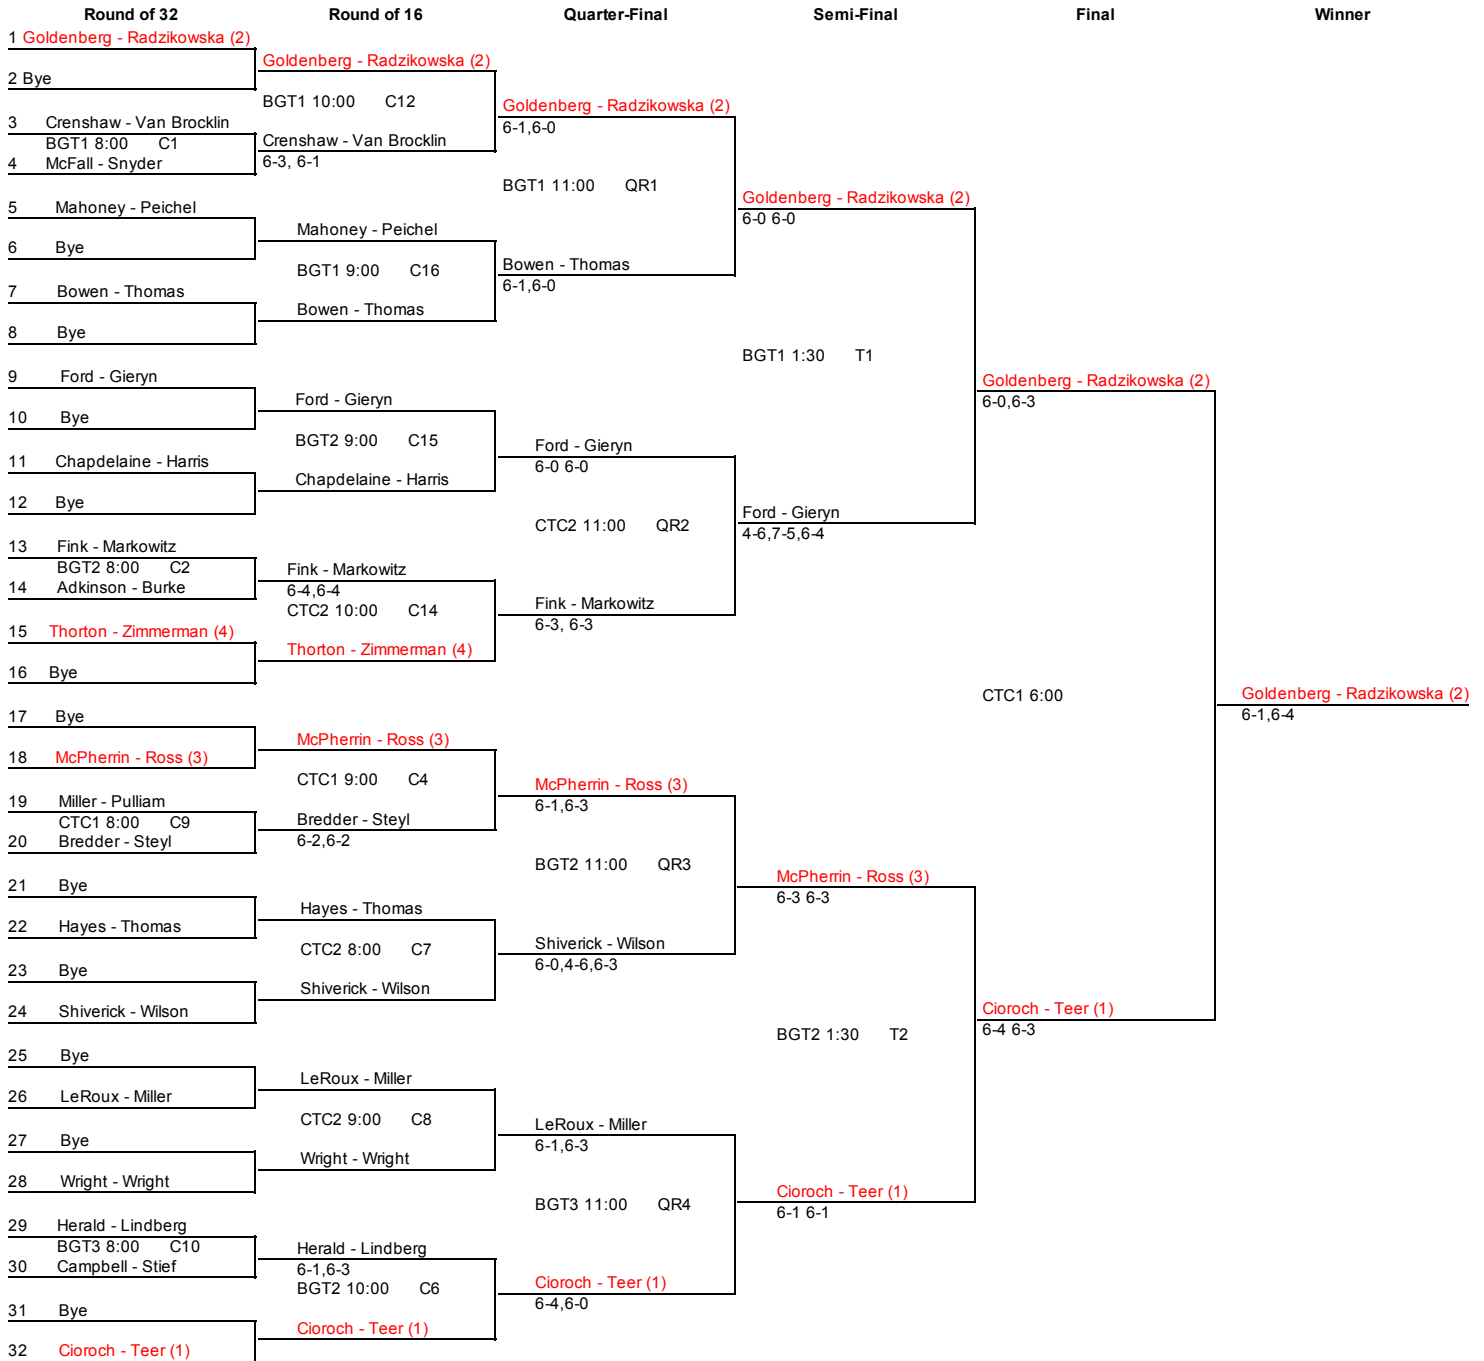 Round of 32 Round of 16 Quarter-Final Semi-Final Final Winner
1 Goldenberg - Radzikowska (2)
2 Bye
3 Crenshaw - Van Brocklin
BGT1 8:00 C1
4 McFall - Snyder
5 Mahoney - Peichel
6 Bye
7 Bowen - Thomas
8 Bye
9 Ford - Gieryn
10 Bye
11 Chapdelaine - Harris
12 Bye
13 Fink - Markowitz
BGT2 8:00 C2
14 Adkinson - Burke
15 Thorton - Zimmerman (4)
16 Bye
17 Bye
18 McPherrin - Ross (3)
19 Miller - Pulliam
CTC1 8:00 C9
20 Bredder - Steyl
21 Bye
22 Hayes - Thomas
23 Bye
24 Shiverick - Wilson
25 Bye
26 LeRoux - Miller
27 Bye
28 Wright - Wright
29 Herald - Lindberg
BGT3 8:00 C10
30 Campbell - Stief
31 Bye
32 Cioroch - Teer (1)
Goldenberg - Radzikowska (2)
BGT1 10:00 C12
Crenshaw - Van Brocklin
6-3, 6-1
Mahoney - Peichel
BGT1 9:00 C16
Bowen - Thomas
Ford - Gieryn
BGT2 9:00 C15
Chapdelaine - Harris
Fink - Markowitz
6-4,6-4
CTC2 10:00 C14
Thorton - Zimmerman (4)
McPherrin - Ross (3)
CTC1 9:00 C4
Bredder - Steyl
6-2,6-2
Hayes - Thomas
CTC2 8:00 C7
Shiverick - Wilson
LeRoux - Miller
CTC2 9:00 C8
Wright - Wright
Herald - Lindberg
6-1,6-3
BGT2 10:00 C6
Cioroch - Teer (1)
Goldenberg - Radzikowska (2)
6-1,6-0
BGT1 11:00 QR1
Bowen - Thomas
6-1,6-0
Ford - Gieryn
6-0 6-0
CTC2 11:00 QR2
Fink - Markowitz
6-3, 6-3
McPherrin - Ross (3)
6-1,6-3
BGT2 11:00 QR3
Shiverick - Wilson
6-0,4-6,6-3
LeRoux - Miller
6-1,6-3
BGT3 11:00 QR4
Cioroch - Teer (1)
6-4,6-0
Goldenberg - Radzikowska (2)
6-0 6-0
BGT1 1:30 T1
Ford - Gieryn
4-6,7-5,6-4
McPherrin - Ross (3)
6-3 6-3
BGT2 1:30 T2
Cioroch - Teer (1)
6-1 6-1
Goldenberg - Radzikowska (2)
6-0,6-3
CTC1 6:00
Cioroch - Teer (1)
6-4 6-3
Goldenberg - Radzikowska (2)
6-1,6-4